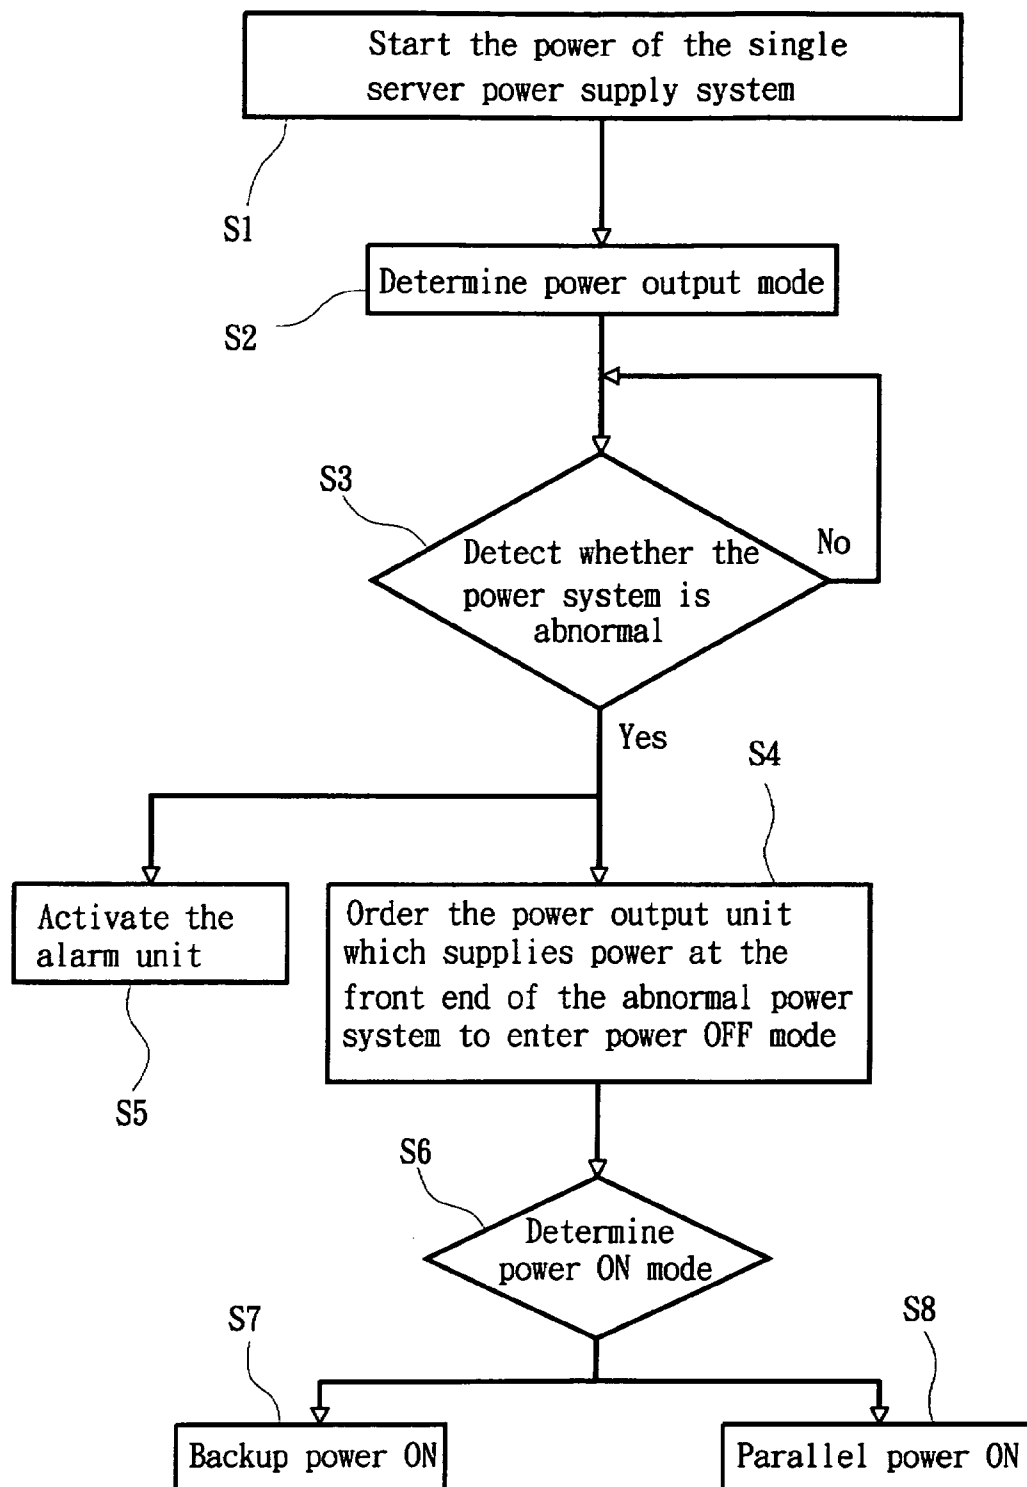 Start the power of the single
server power supply system
S1
Determine power output mode
S2
S3
Detect whether the
power system is
abnormal
No
Yes
S4
Activate the
alarm unit
Order the power output unit
which supplies power at the
front end of the abnormal power
system to enter power OFF mode
S5
S6
Determine
power ON mode
S7
S8
Backup power ON
Parallel power ON